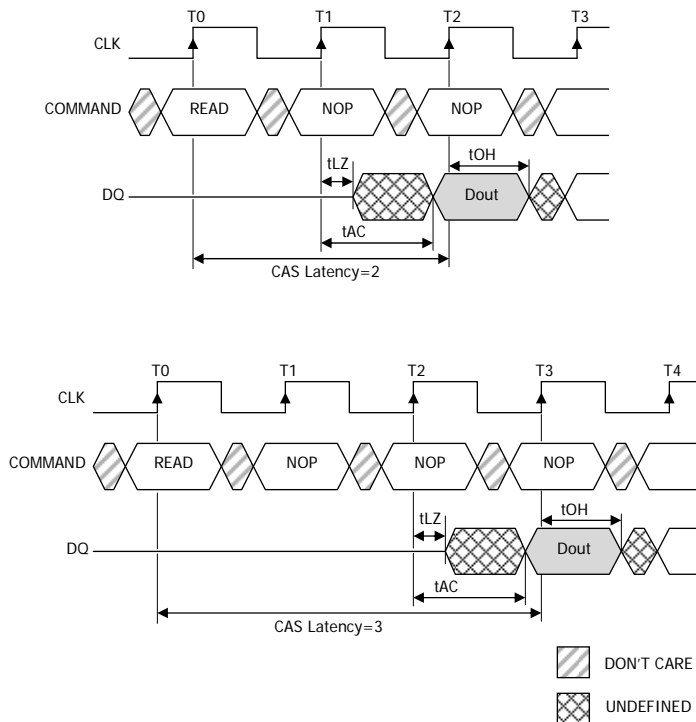 T0 T1 T2 T3
CLK
COMMAND READ NOP NOP
tLZ tOH
DQ Dout
tAC
CAS Latency=2
T0 T1 T2 T3 T4
CLK
COMMAND READ NOP NOP NOP
tLZ tOH
DQ Dout
tAC
CAS Latency=3
DON'T CARE
UNDEFINED